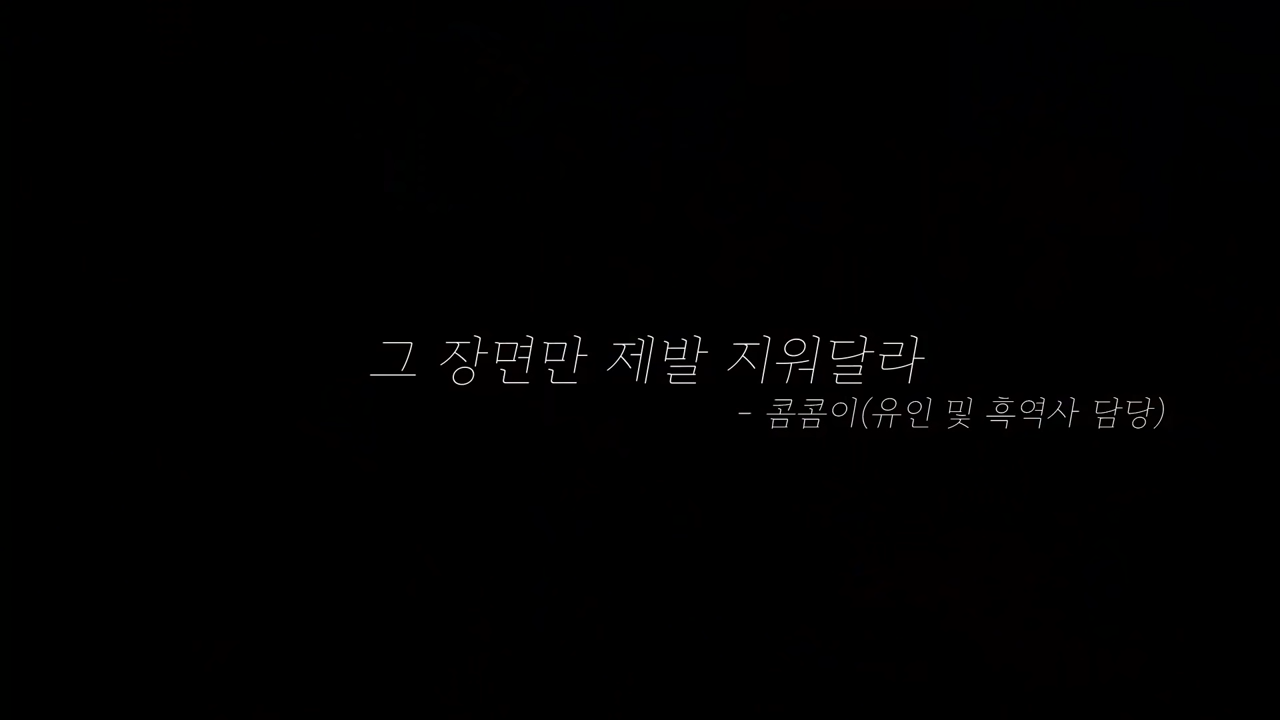 그 장면만 제발 지워달라
- 콤콤이(유인 및 흑역사 담당)